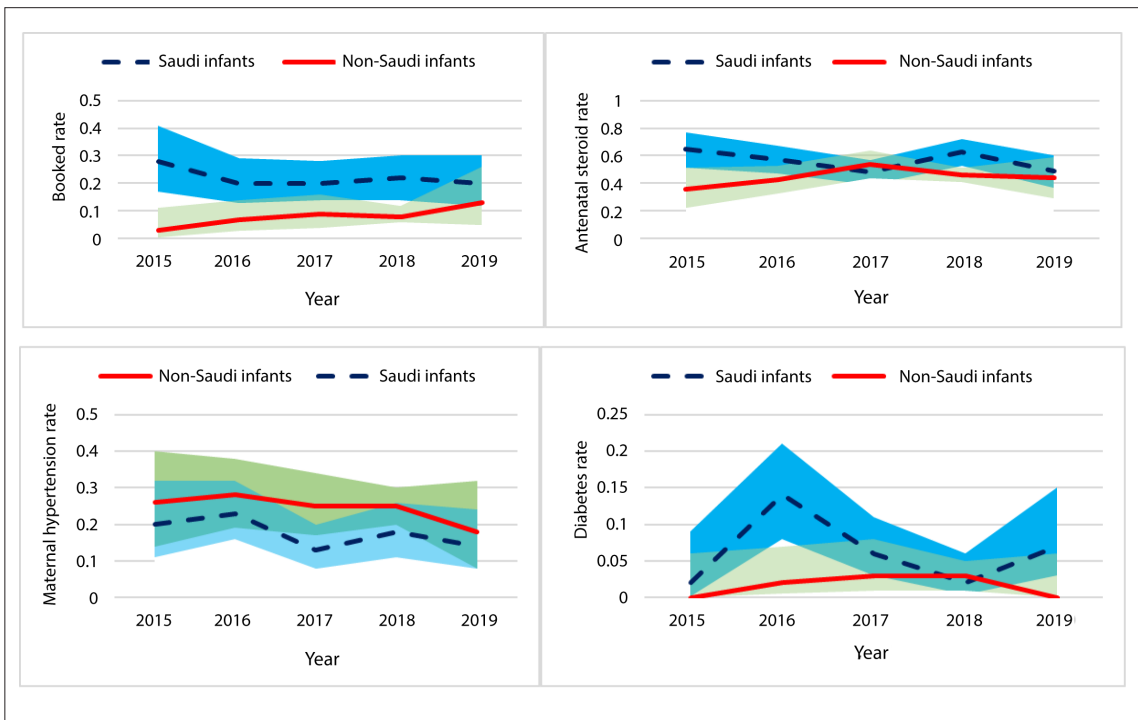 Saudi infants Non-Saudi infants
Booked rate
0.5
0.4
0.3
0.2
0.1
0
2015 2016 2017 2018 2019
Year
Saudi infants Non-Saudi infants
Antenatal steroid rate
1
0.8
0.6
0.4
0.2
0
2015 2016 2017 2018 2019
Year
Non-Saudi infants Saudi infants
Maternal hypertension rate
0.5
0.4
0.3
0.2
0.1
0
2015 2016 2017 2018 2019
Year
Saudi infants Non-Saudi infants
Diabetes rate
0.25
0.2
0.15
0.1
0.05
0
2015 2016 2017 2018 2019
Year